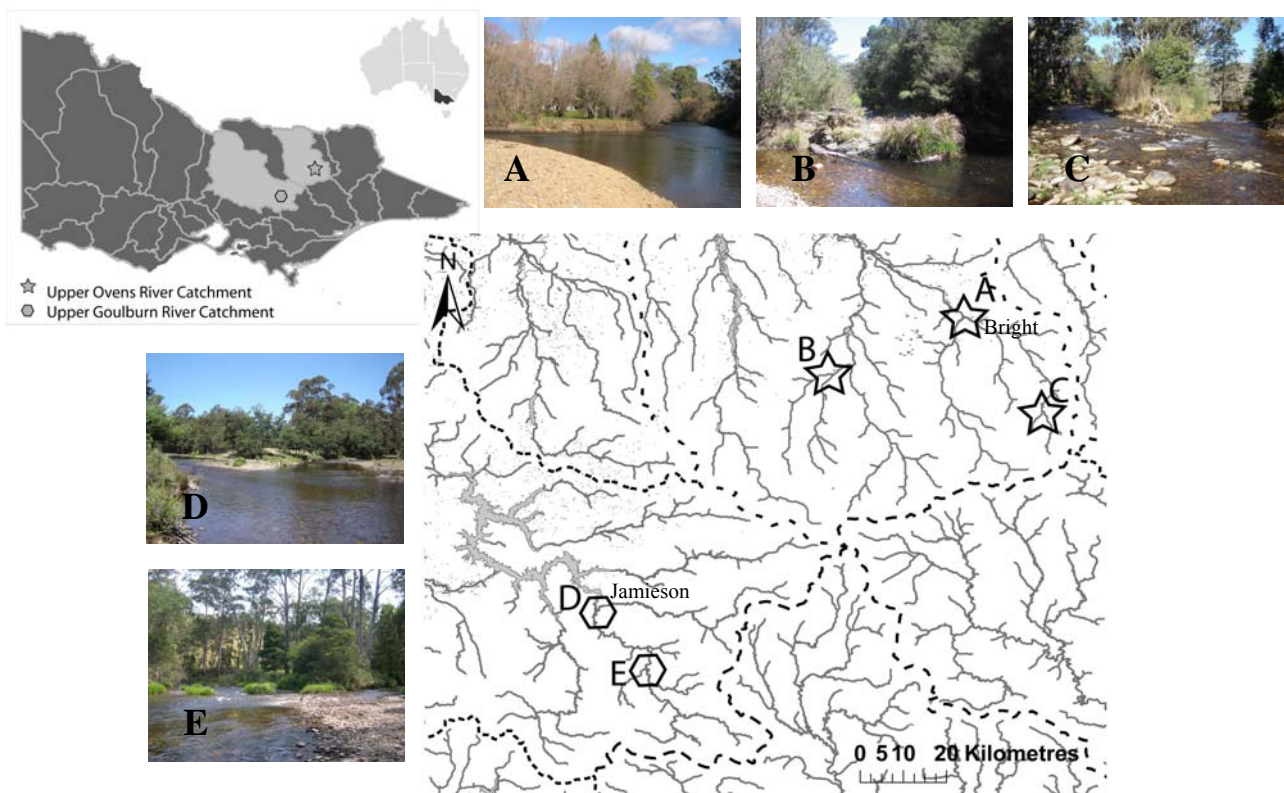 Upper Ovens River Catchment
Upper Goulburn River Catchment
A
B
C
D
E
N
A
Bright
B
C
Jamieson
D
E
0 5 10 20 Kilometres